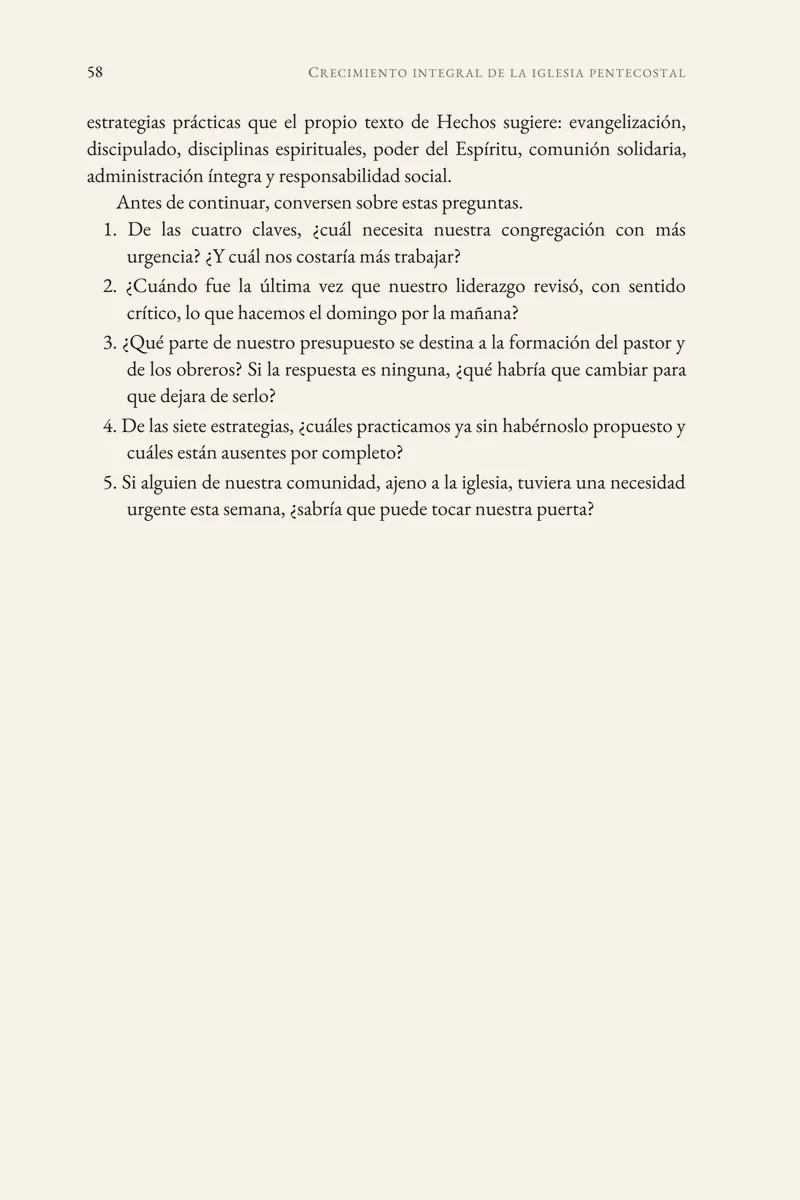 58
CRECIMIENTO INTEGRAL DE LA IGLESIA PENTECOSTAL
estrategias prácticas que el propio texto de Hechos sugiere: evangelización,
discipulado, disciplinas espirituales, poder del Espíritu, comunión solidaria,
administración íntegra y responsabilidad social.
Antes de continuar, conversen sobre estas preguntas.
1. De las cuatro claves, ¿cuál necesita nuestra congregación con más
urgencia? ¿Y cuál nos costaría más trabajar?
2. ¿Cuándo fue la última vez que nuestro liderazgo revisó, con sentido
crítico, lo que hacemos el domingo por la mañana?
3. ¿Qué parte de nuestro presupuesto se destina a la formación del pastor y
de los obreros? Si la respuesta es ninguna, ¿qué habría que cambiar para
que dejara de serlo?
4. De las siete estrategias, ¿cuáles practicamos ya sin habérnoslo propuesto y
cuáles están ausentes por completo?
5. Si alguien de nuestra comunidad, ajeno a la iglesia, tuviera una necesidad
urgente esta semana, ¿sabría que puede tocar nuestra puerta?